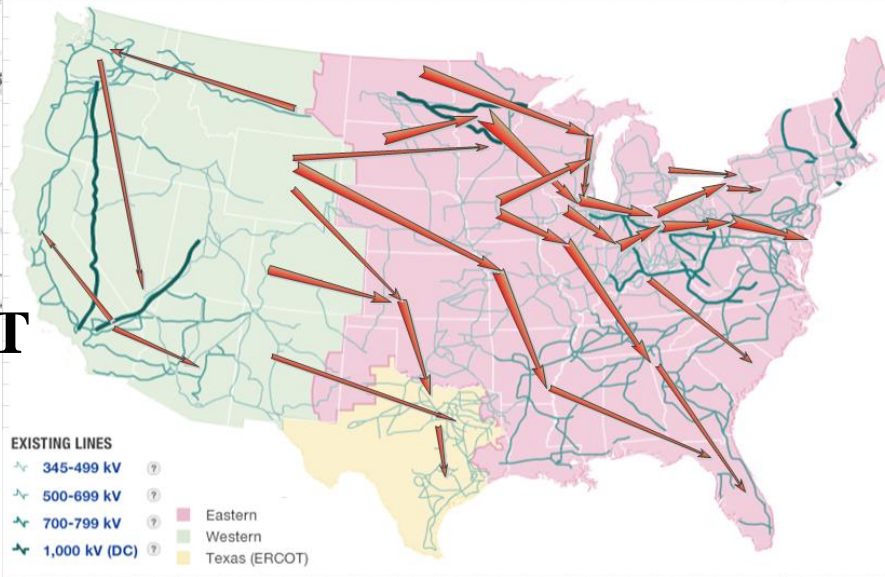 T
EXISTING LINES
345-499 kV ?
500-699 kV ?
700-799 kV ?
1,000 kV (DC) ?
Eastern
Western
Texas (ERCOT)